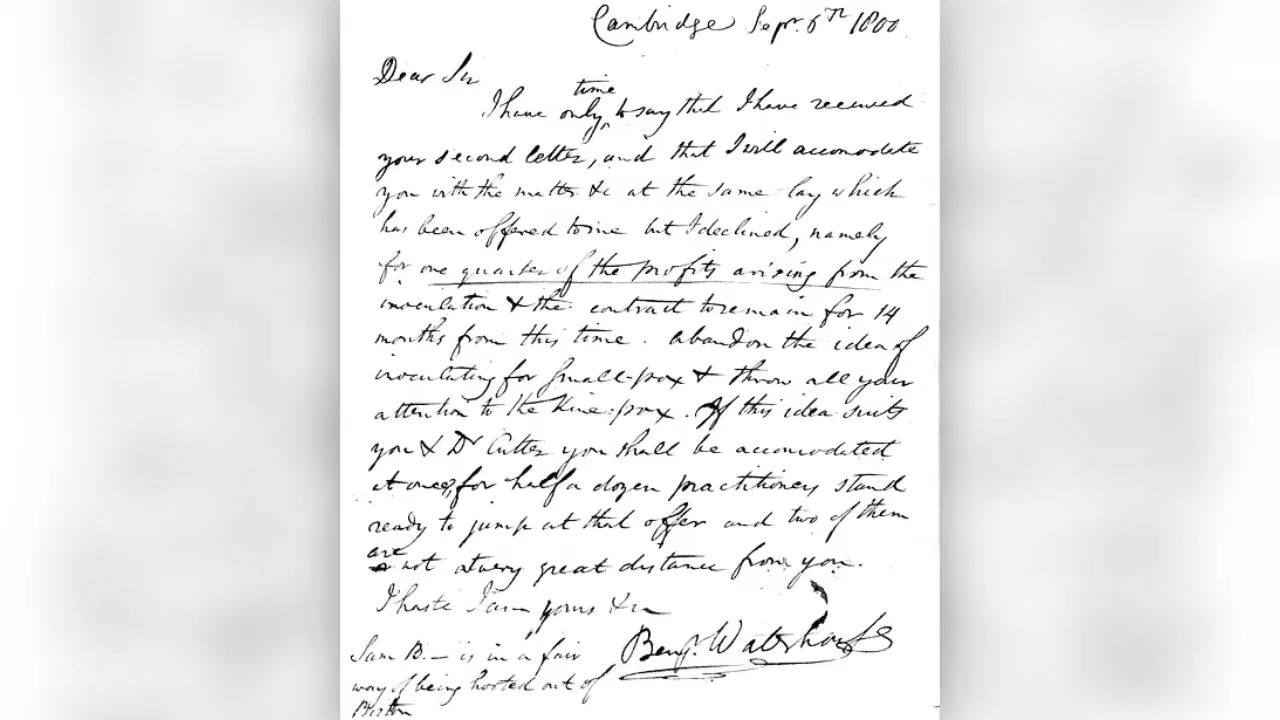 Cambridge Sepr. 6th 1800.
Dear Sir
time
I have only ‸ to say that I have received
your second letter, and that I will accomodate
you with the matter &c at the same lay which
has been offered to me but I declined, namely
for one quarter of the profits arising from the
inoculation & the contract to remain for 14
months from this time. Abandon the idea of
inoculating for Small-pox & throw all your
attention to the Kine-pox. If this idea suits
you & Dr Cutter you shall be accomodated
at once, for half a dozen practitioners stand
ready to jump at that offer and two of them
are
not at very great distance from you.
I haste I am yours &c
Benj. Waterhouse
Sam B.— is in a fair
way of being hooted out of
Boston